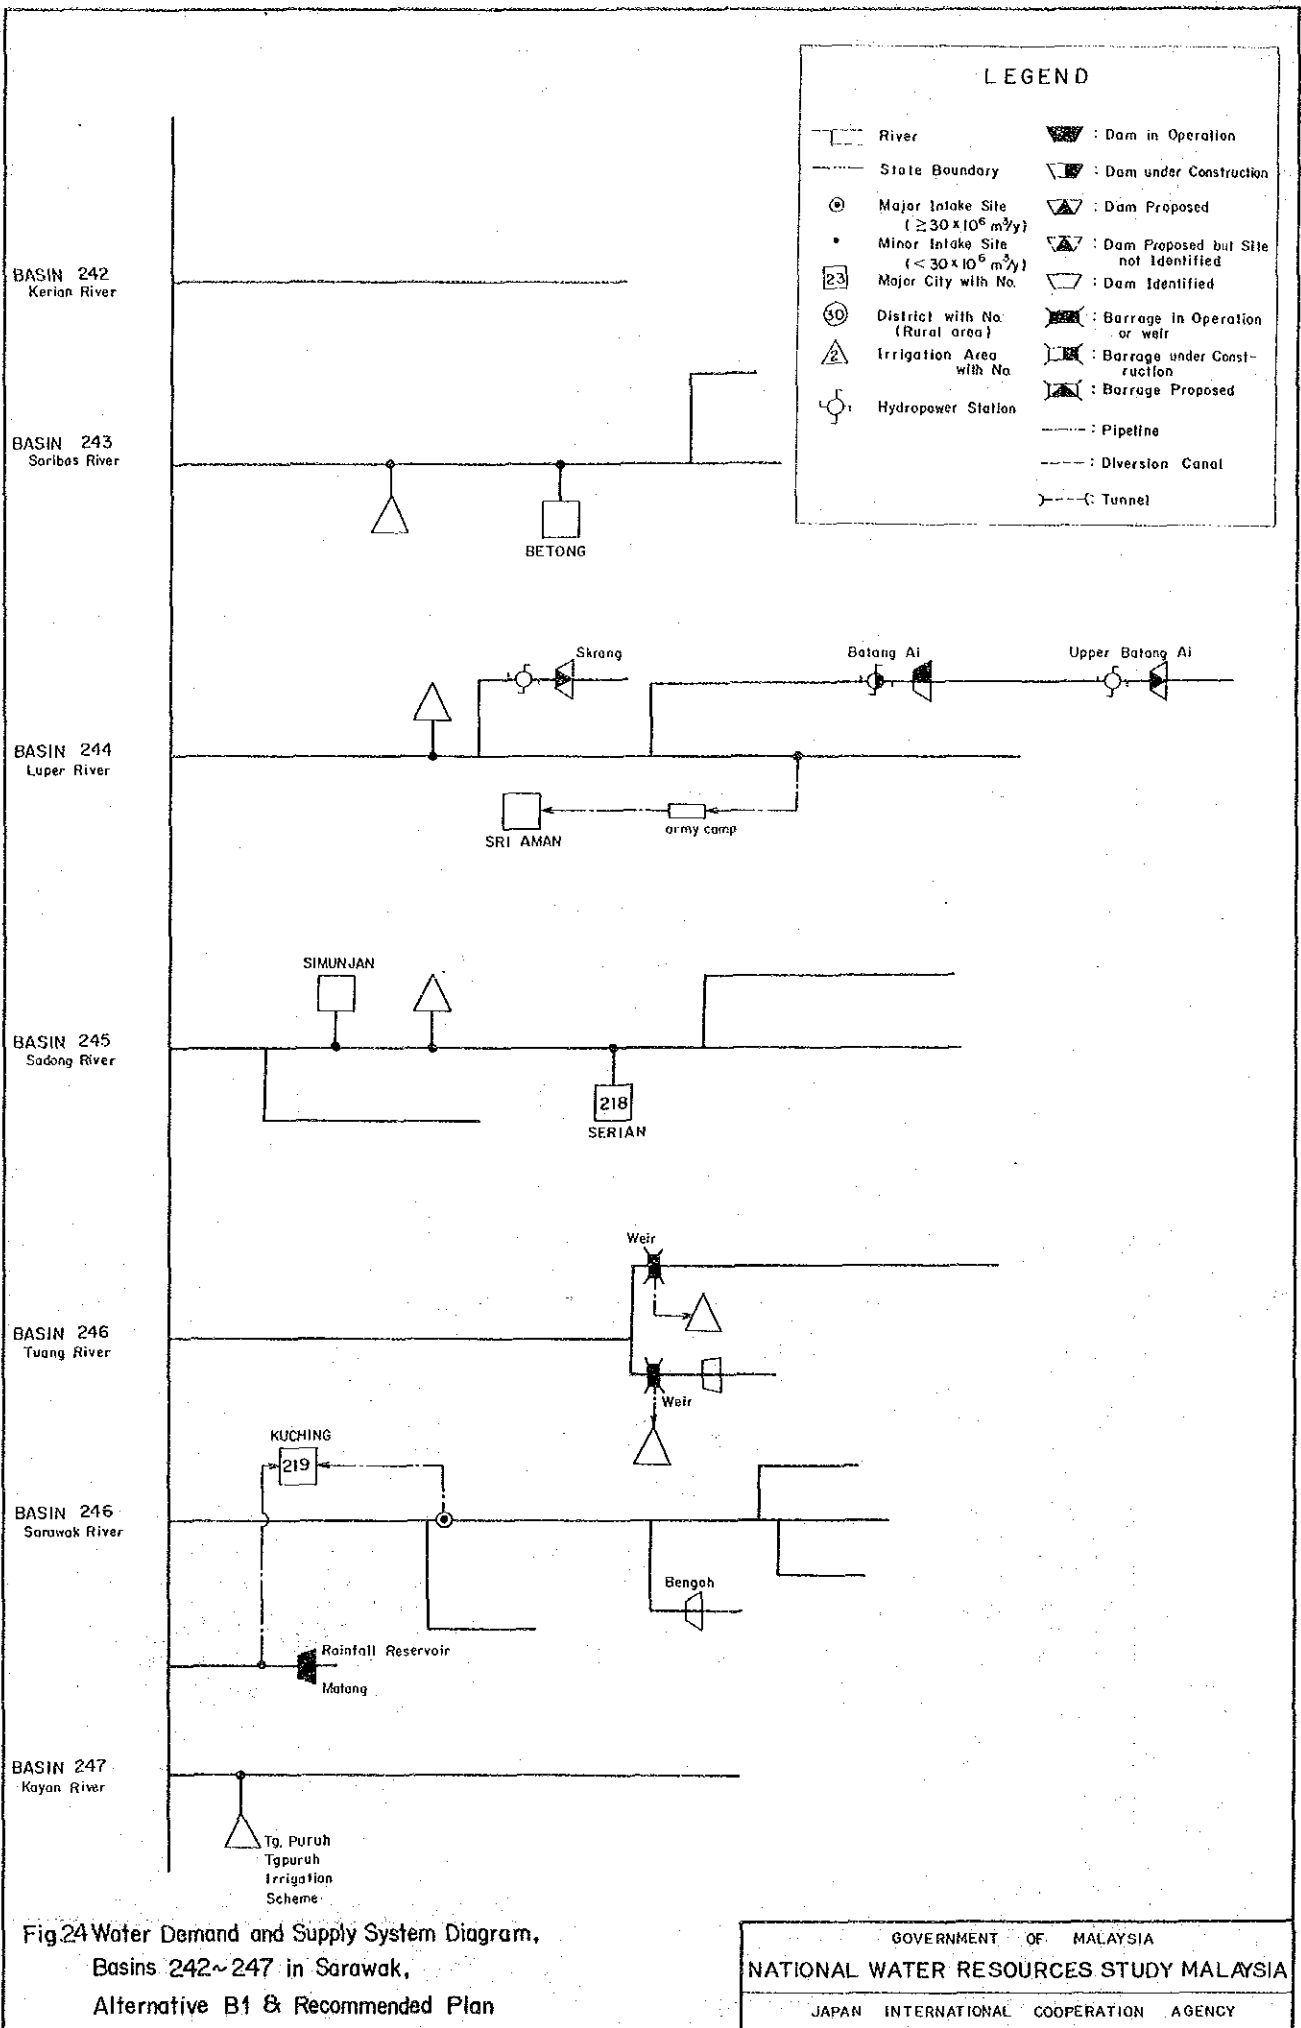 LEGEND
River
State Boundary
Major Intake Site
(≥30×10⁶ m³/y)
Minor Intake Site
(<30×10⁶ m³/y)
23
Major City with No.
30
District with No.
(Rural area)
2
Irrigation Area
with No
Hydropower Station
: Dam in Operation
: Dam under Construction
: Dam Proposed
: Dam Proposed but Site
not Identified
: Dam Identified
: Barrage in Operation
or weir
: Barrage under Const-
ruction
: Barrage Proposed
: Pipeline
: Diversion Canal
: Tunnel
BASIN 242
Kerian River
BASIN 243
Saribas River
BETONG
Skrang
Batang Ai
Upper Batang Ai
BASIN 244
Luper River
SRI AMAN
army camp
SIMUNJAN
BASIN 245
Sadong River
218
SERIAN
Weir
BASIN 246
Tuang River
Weir
KUCHING
219
BASIN 246
Sarawak River
Bengoh
Rainfall Reservoir
Matang
BASIN 247
Kayan River
Tg. Puruh
Tgpuruh
Irrigation
Scheme
Fig.24 Water Demand and Supply System Diagram,
Basins 242~247 in Sarawak,
Alternative B1 & Recommended Plan
GOVERNMENT OF MALAYSIA
NATIONAL WATER RESOURCES STUDY MALAYSIA
JAPAN INTERNATIONAL COOPERATION AGENCY